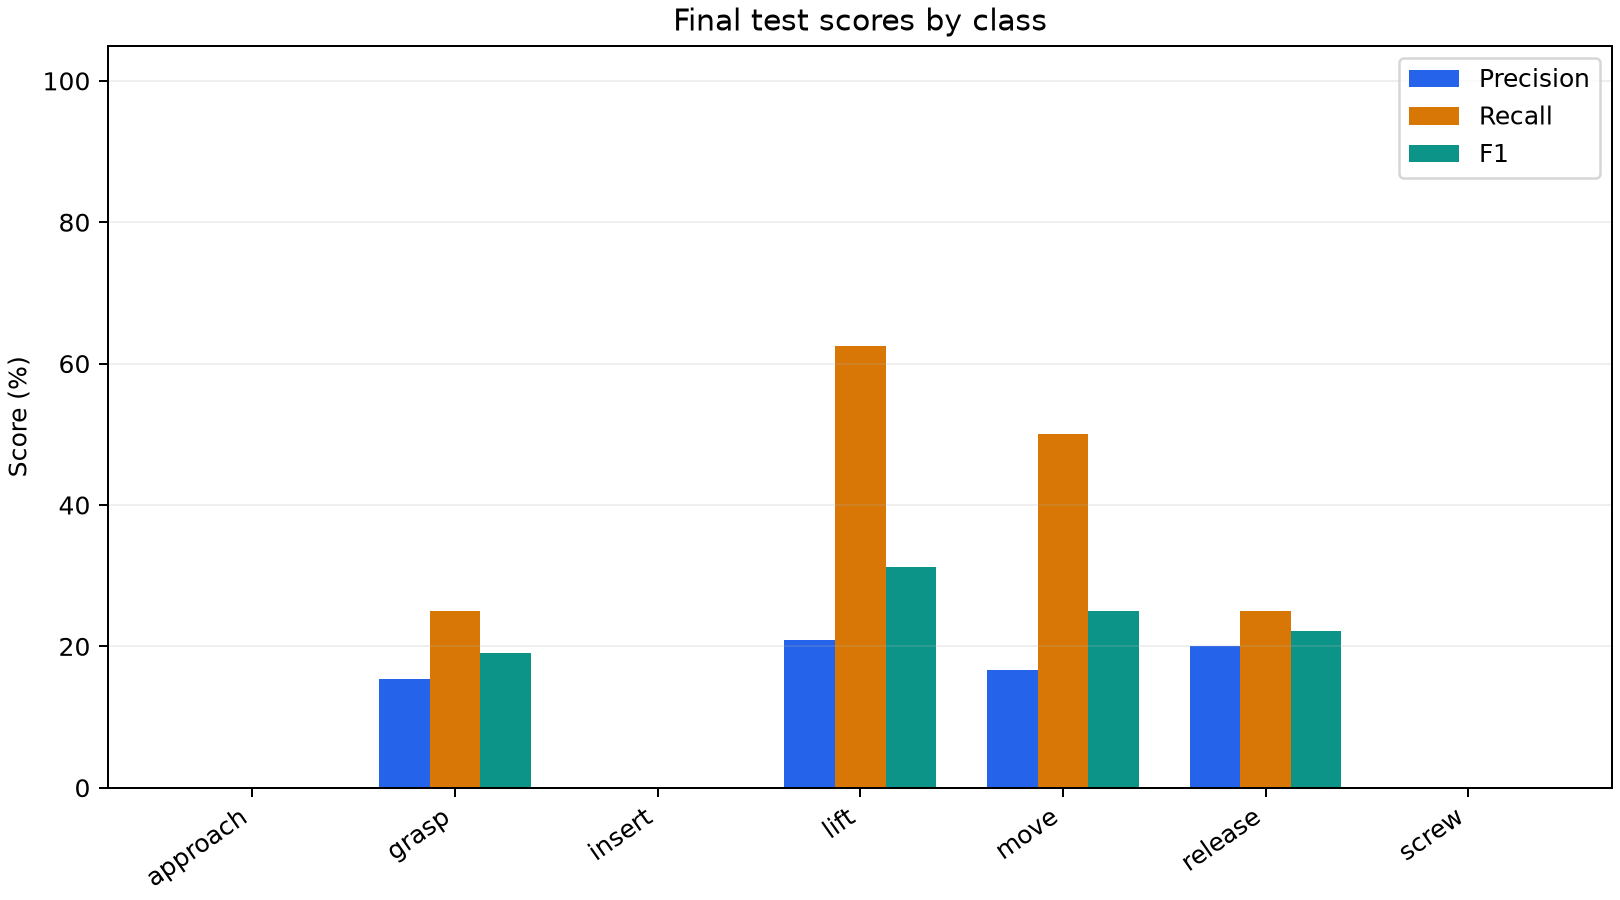 Final test scores by class
Score (%)
100
80
60
40
20
0
Precision
Recall
F1
approach
grasp
insert
lift
move
release
screw